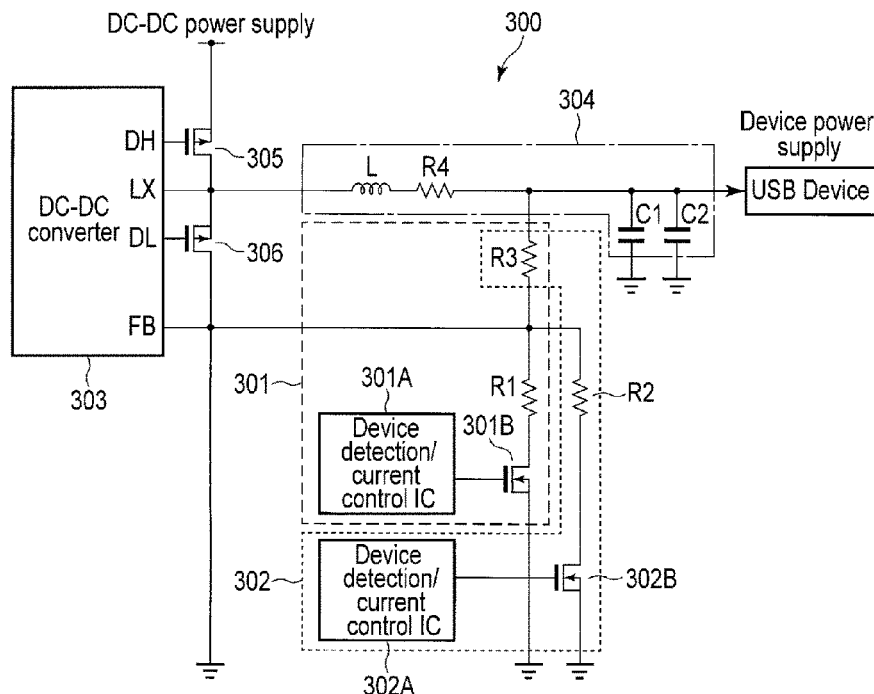 DC-DC power supply
300
304
DH
305
L
R4
Device power
supply
USB Device
LX
DC-DC
converter
C1
C2
DL
306
R3
FB
303
301
301A
R1
301B
R2
Device
detection/
current
control IC
302
Device
detection/
current
control IC
302B
302A